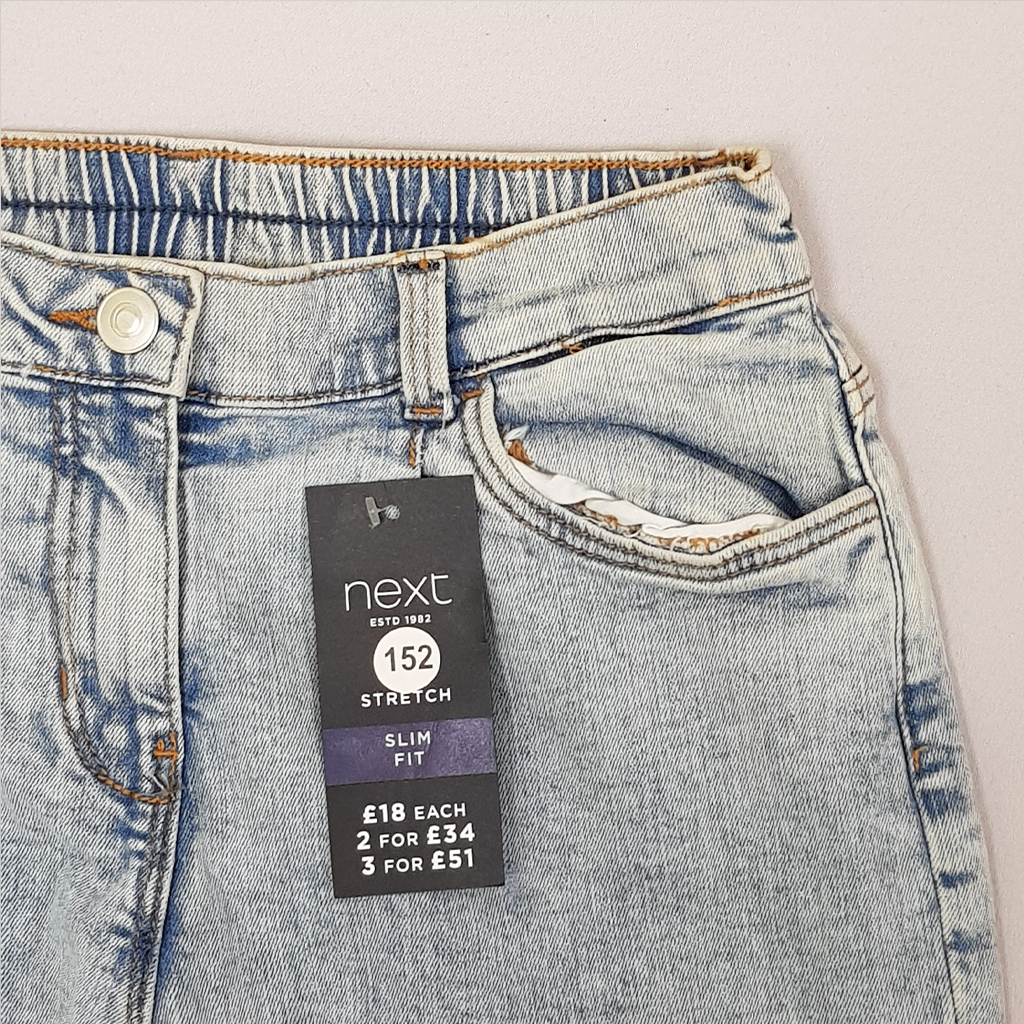 next
ESTD 1982
152
STRETCH
SLIM
FIT
£18 EACH
2 FOR £34
3 FOR £51